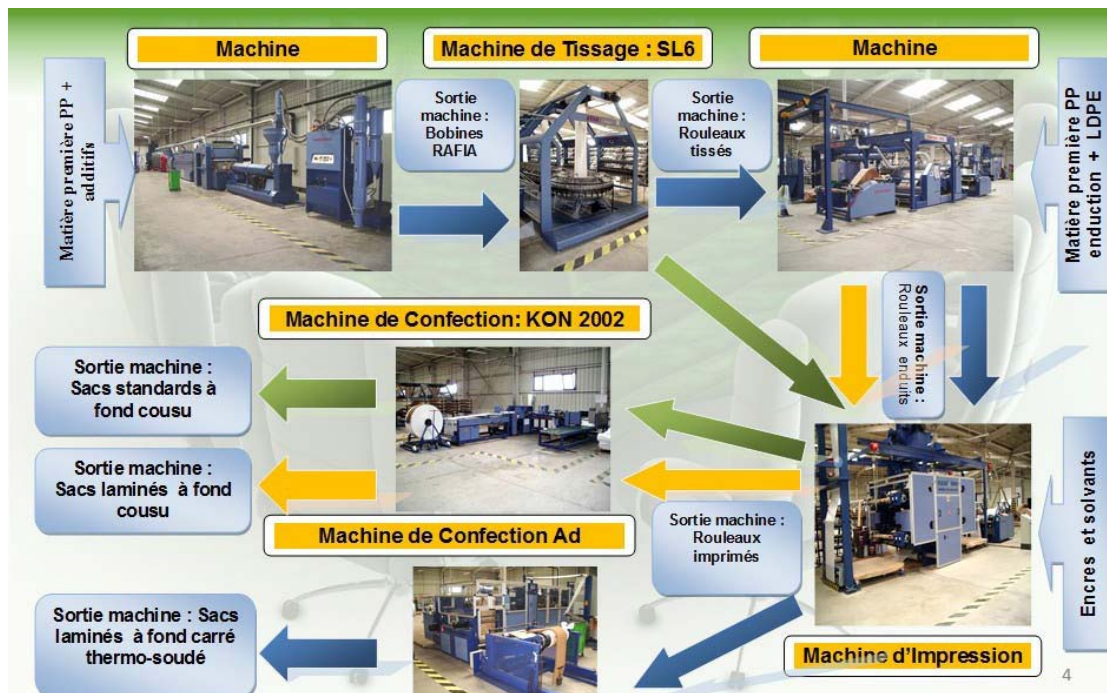 Machine
Machine de Tissage : SL6
Machine
Matière première PP +
additifs
Sortie
machine :
Bobines
RAFIA
Sortie
machine :
Rouleaux
tissés
Matière première PP
enduction + LDPE
Sortie machine :
Rouleaux enduits
Machine de Confection: KON 2002
Sortie machine :
Sacs standards à
fond cousu
Sortie machine :
Sacs laminés à fond
cousu
Machine de Confection Ad
Sortie machine :
Rouleaux
imprimés
Encres et solvants
Sortie machine : Sacs
laminés à fond carré
thermo-soudé
Machine d'Impression
4